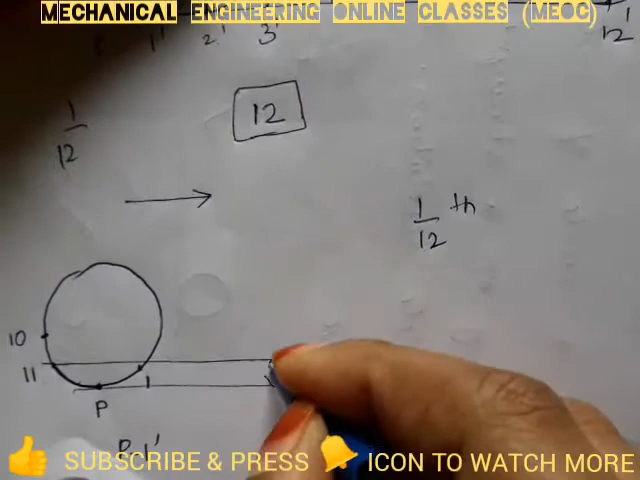 MECHANICAL ENGINEERING ONLINE CLASSES (MEOC)
1' 2' 3' 12'
1/12
12
1/12 th
10
11
1
P
P-1'
👍 SUBSCRIBE & PRESS 🔔 ICON TO WATCH MORE